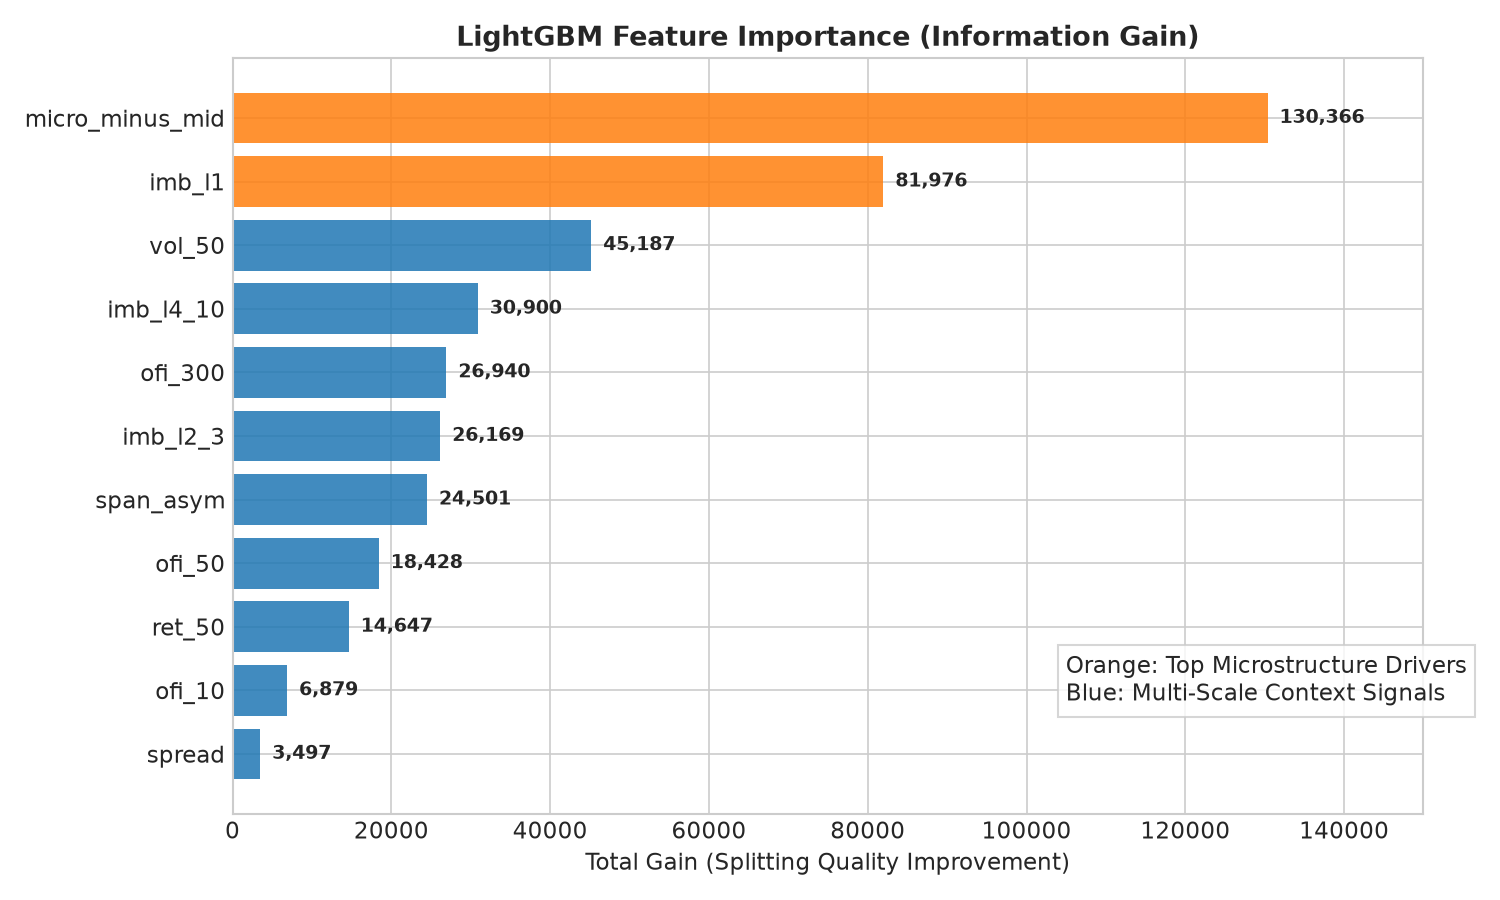 LightGBM Feature Importance (Information Gain)
micro_minus_mid 130,366
imb_l1 81,976
vol_50 45,187
imb_l4_10 30,900
ofi_300 26,940
imb_l2_3 26,169
span_asym 24,501
ofi_50 18,428
ret_50 14,647
ofi_10 6,879
spread 3,497
Orange: Top Microstructure Drivers
Blue: Multi-Scale Context Signals
0 20000 40000 60000 80000 100000 120000 140000
Total Gain (Splitting Quality Improvement)